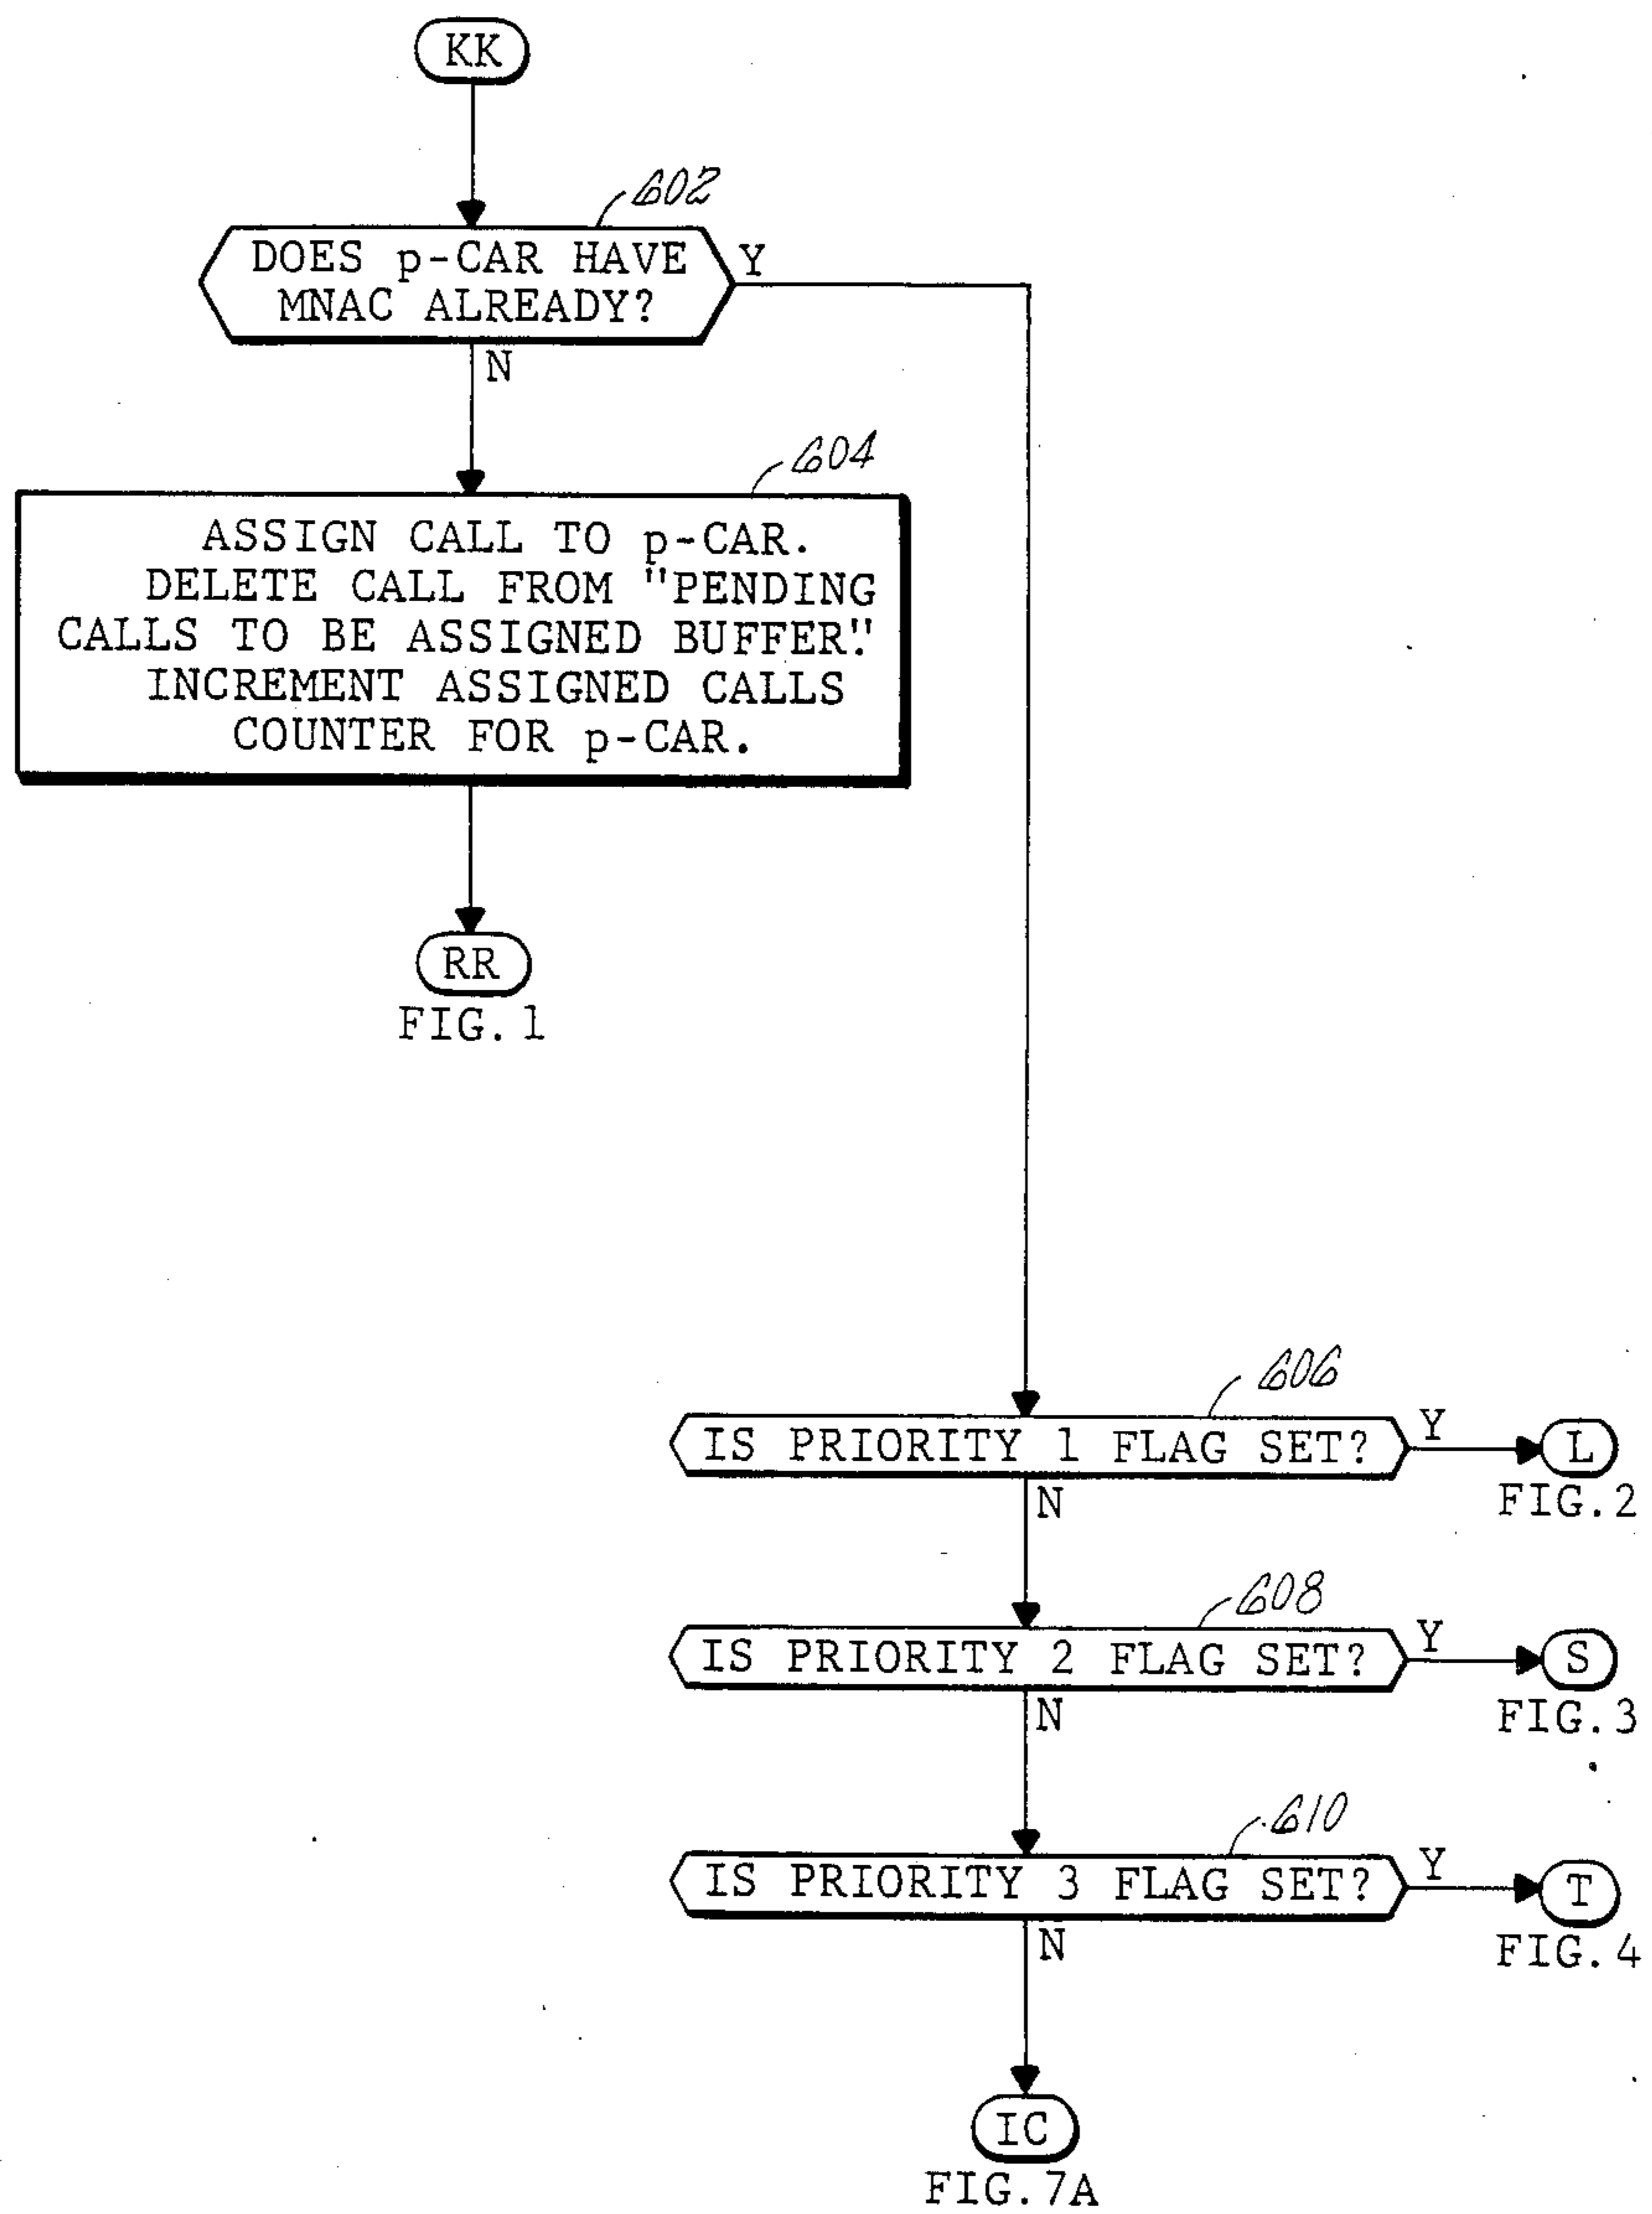 KK
602
DOES p-CAR HAVE
MNAC ALREADY?
Y
N
604
ASSIGN CALL TO p-CAR.
DELETE CALL FROM "PENDING
CALLS TO BE ASSIGNED BUFFER."
INCREMENT ASSIGNED CALLS
COUNTER FOR p-CAR.
RR
FIG. 1
606
IS PRIORITY 1 FLAG SET?
Y
L
FIG.2
N
608
IS PRIORITY 2 FLAG SET?
Y
S
FIG.3
N
610
IS PRIORITY 3 FLAG SET?
Y
T
FIG. 4
N
IC
FIG.7A